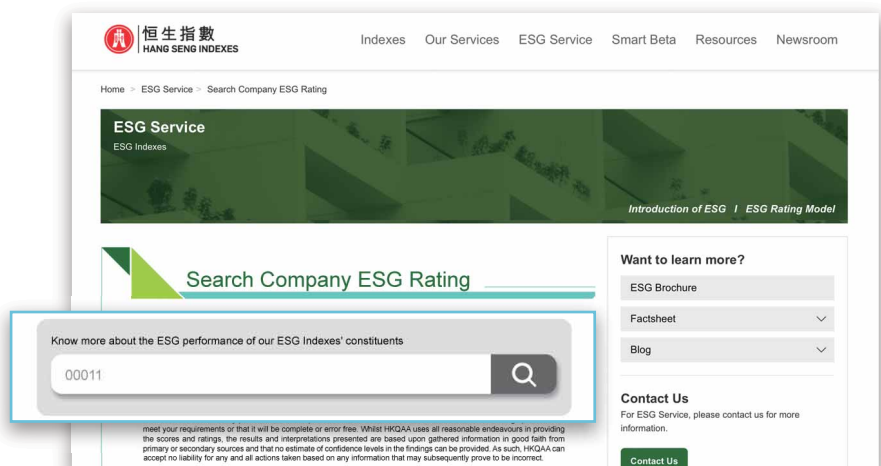 恒生指數
HANG SENG INDEXES
Indexes Our Services ESG Service Smart Beta Resources Newsroom
Home > ESG Service > Search Company ESG Rating
ESG Service
ESG Indexes
Introduction of ESG I ESG Rating Model
Search Company ESG Rating
Know more about the ESG performance of our ESG Indexes' constituents
00011
meet your requirements or that it will be complete or error free. Whilst HKQAA uses all reasonable endeavours in providing
the scores and ratings, the results and interpretations presented are based upon gathered information in good faith from
primary or secondary sources and that no estimate of confidence levels in the findings can be provided. As such, HKQAA can
accept no liability for any and all actions taken based on any information that may subsequently prove to be incorrect.
Want to learn more?
ESG Brochure
Factsheet
Blog
Contact Us
For ESG Service, please contact us for more
information.
Contact Us